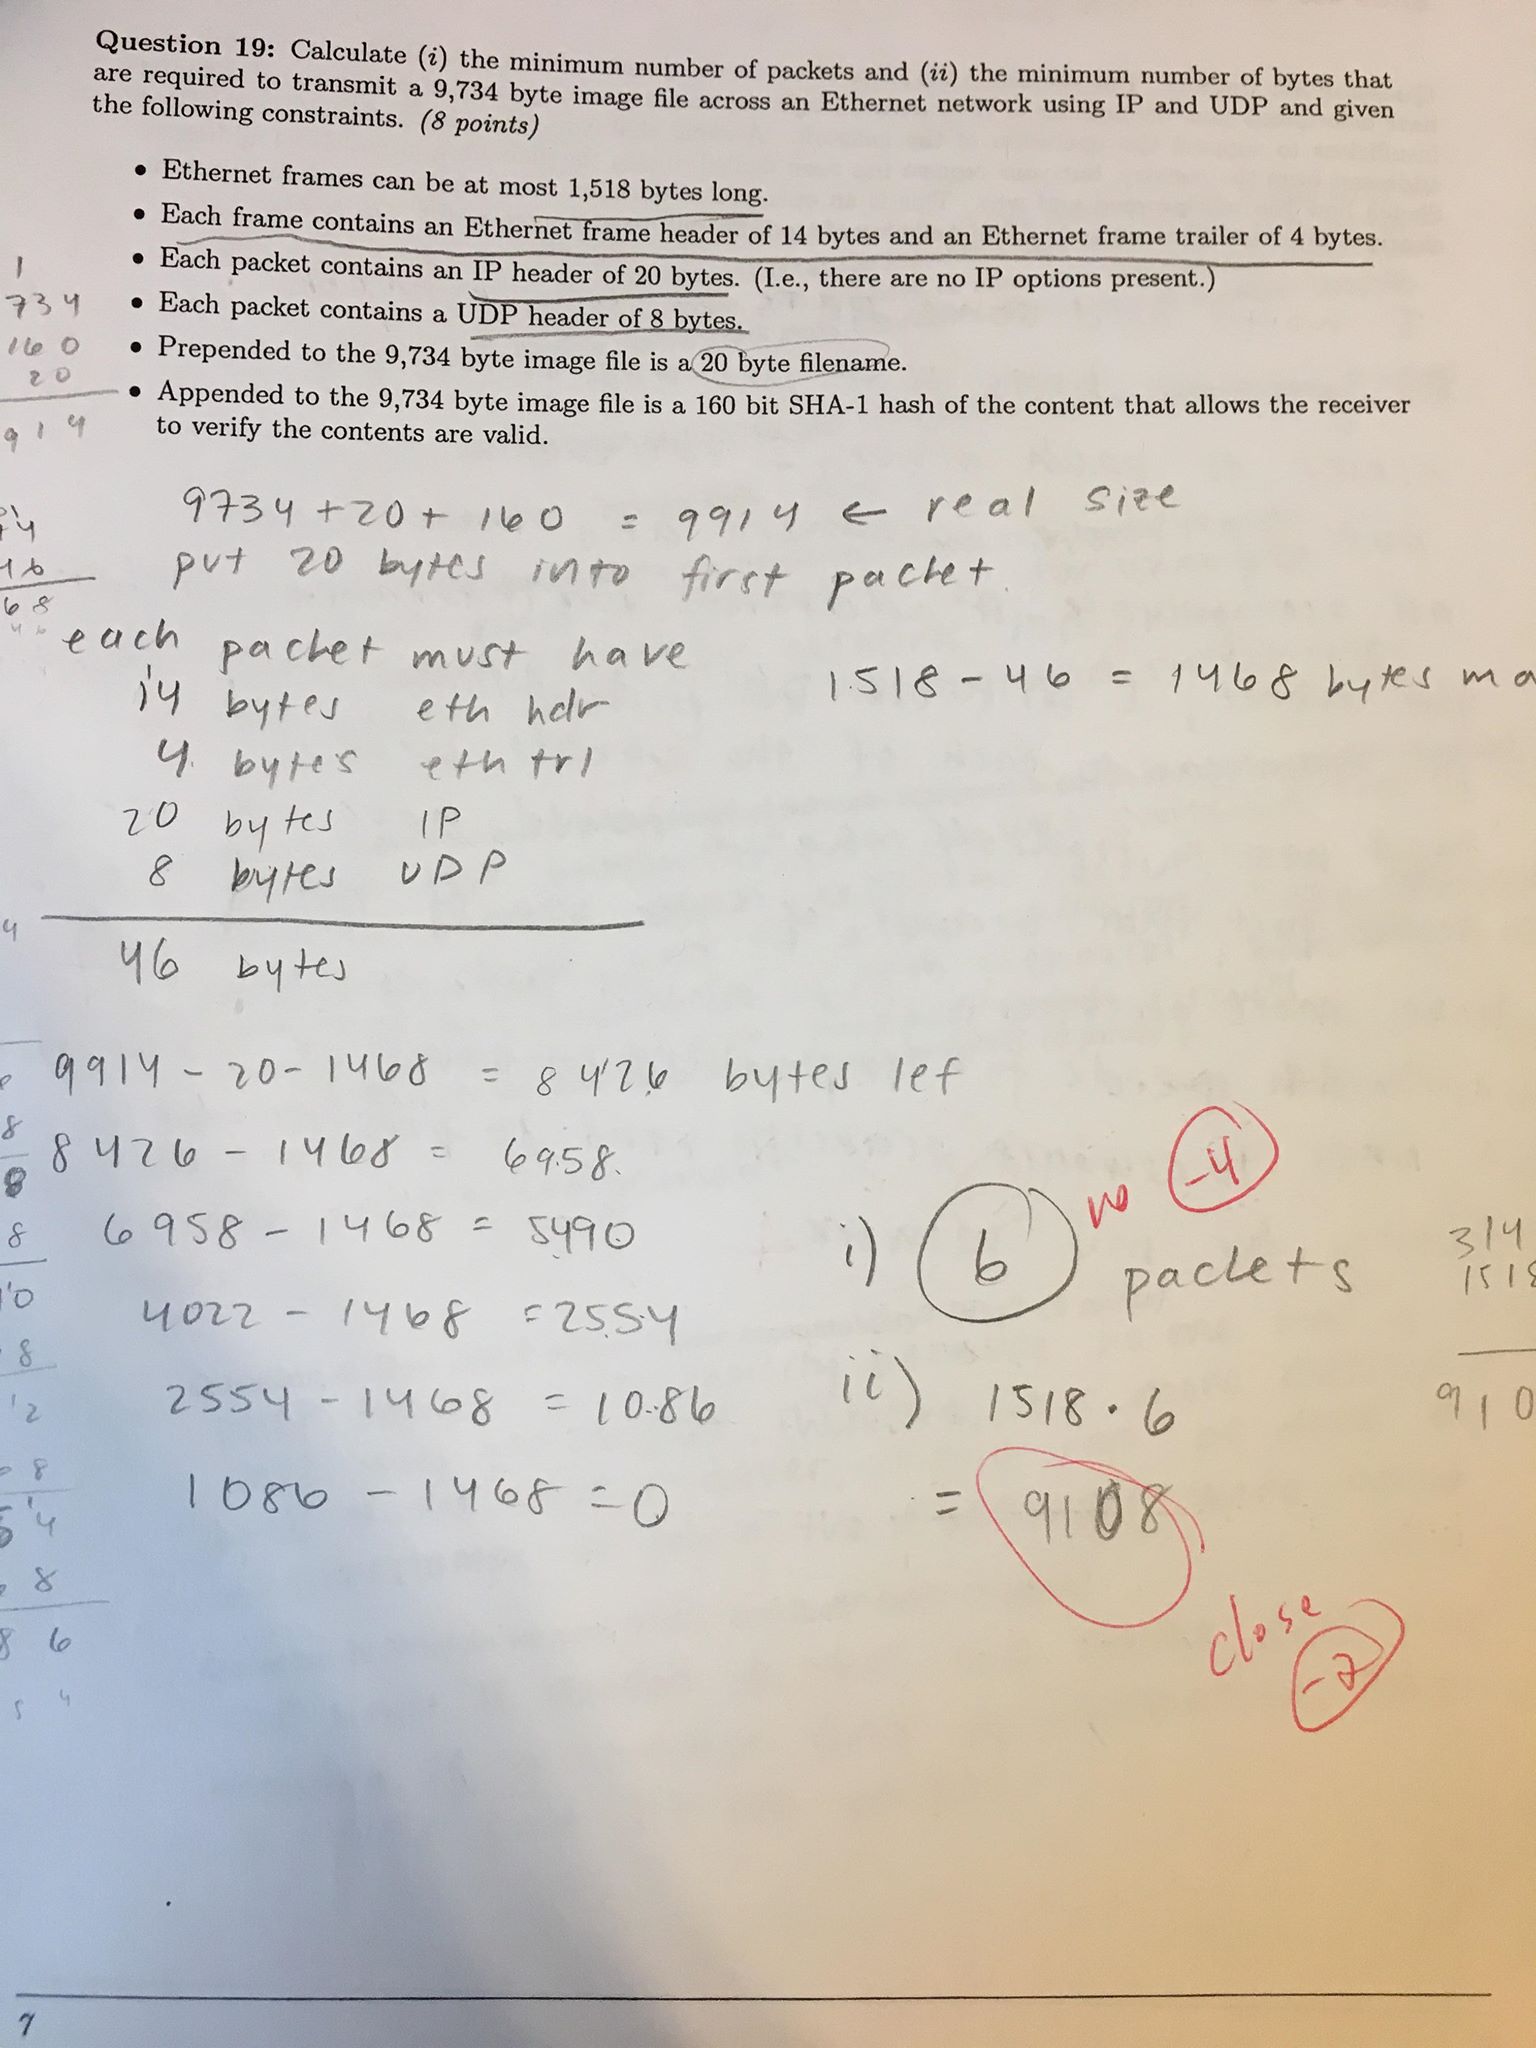 Question 19: Calculate (i) the minimum number of packets and (ii) the minimum number of bytes that
are required to transmit a 9,734 byte image file across an Ethernet network using IP and UDP and given
the following constraints. (8 points)
• Ethernet frames can be at most 1,518 bytes long.
• Each frame contains an Ethernet frame header of 14 bytes and an Ethernet frame trailer of 4 bytes.
• Each packet contains an IP header of 20 bytes. (I.e., there are no IP options present.)
• Each packet contains a UDP header of 8 bytes.
• Prepended to the 9,734 byte image file is a 20 byte filename.
• Appended to the 9,734 byte image file is a 160 bit SHA-1 hash of the content that allows the receiver
to verify the contents are valid.
1
734
160
20
914
9734 + 20 + 160 = 9914 ← real size
put 20 bytes into first packet.
68
each packet must have
14 bytes eth hdr
1518 - 46 = 1468 bytes
4 bytes eth trl
20 bytes IP
8 bytes UDP
4
46 bytes
9914 - 20 - 1468 = 8426 bytes lef
8426 - 1468 = 6958.
6958 - 1468 = 5490
4022 - 1468 = 2554
2554 - 1468 = 10.86
1086 - 1468 = 0
i) 6 packets
no -4
314
ii) 1518 · 6
910
= 9108
close
-2
8
8
8
8
8
86
7